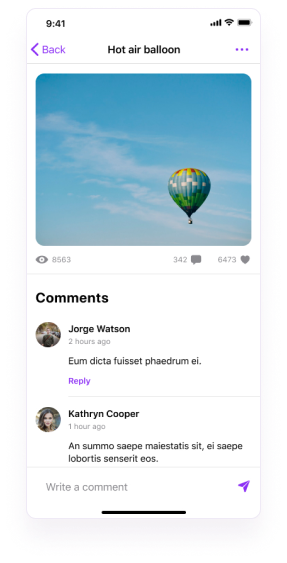 9:41
Back Hot air balloon
8563 342 6473
Comments
Jorge Watson
2 hours ago
Eum dicta fuisset phaedrum ei.
Reply
Kathryn Cooper
1 hour ago
An summo saepe maiestatis sit, ei saepe
lobortis senserit eos.
Write a comment